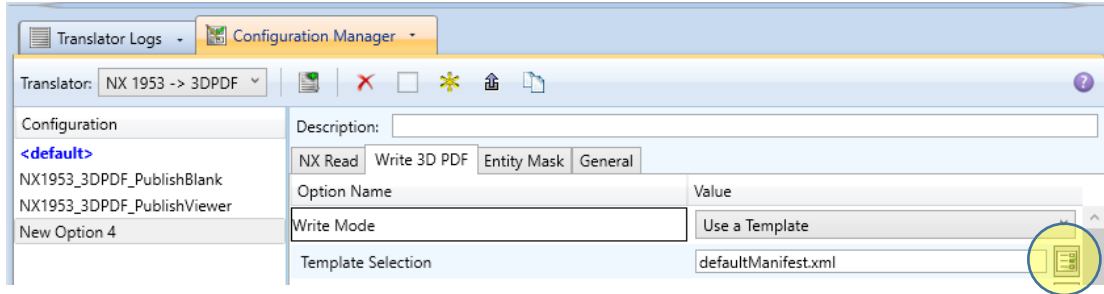 Translator Logs
Configuration Manager
Translator: NX 1953 -> 3DPDF
Configuration
Description:
<default>
NX Read Write 3D PDF Entity Mask General
NX1953_3DPDF_PublishBlank
Option Name Value
NX1953_3DPDF_PublishViewer
Write Mode Use a Template
New Option 4
Template Selection defaultManifest.xml